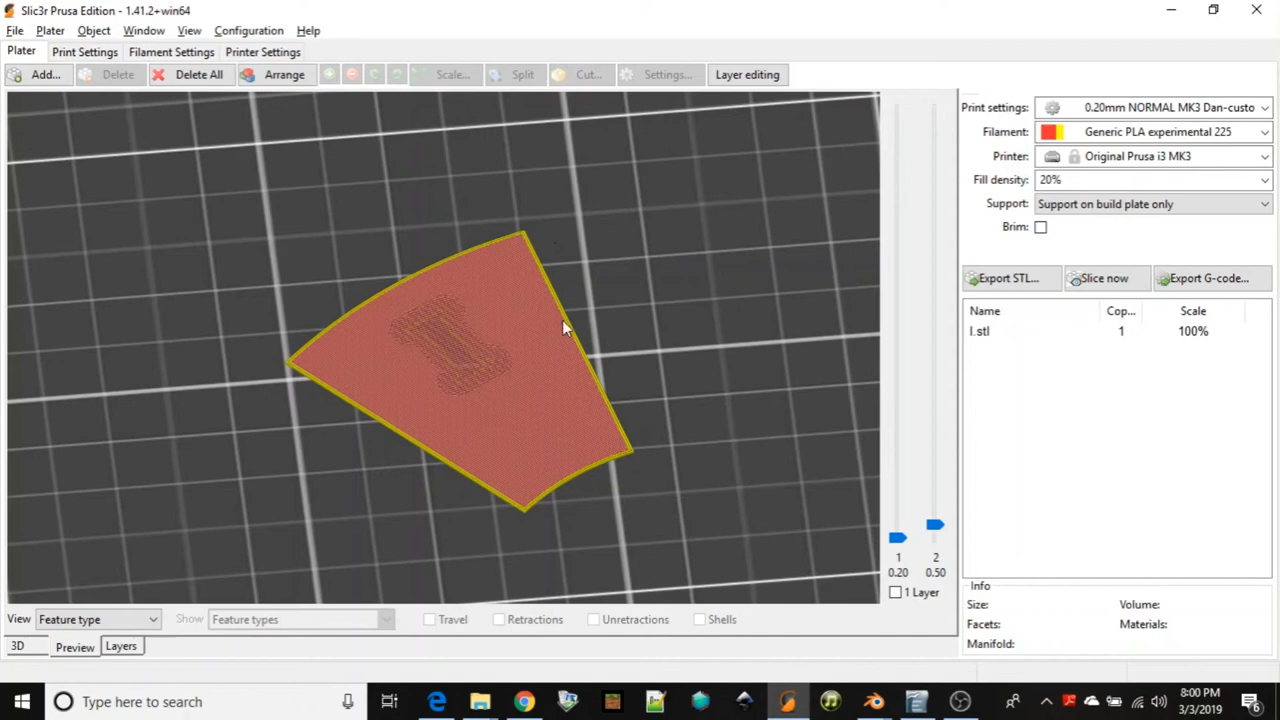 Slic3r Prusa Edition - 1.41.2+win64
File Plater Object Window View Configuration Help
Plater Print Settings Filament Settings Printer Settings
Add... Delete Delete All Arrange Scale... Split Cut... Settings... Layer editing
Print settings: 0.20mm NORMAL MK3 Dan-custo
Filament: Generic PLA experimental 225
Printer: Original Prusa i3 MK3
Fill density: 20%
Support: Support on build plate only
Brim:
Export STL... Slice now Export G-code...
Name Cop... Scale
l.stl 1 100%
1 2
0.20 0.50
1 Layer
Info
Size: Volume:
Facets: Materials:
Manifold:
View Feature type Show Feature types Travel Retractions Unretractions Shells
3D Preview Layers
Type here to search
8:00 PM
3/3/2019
6